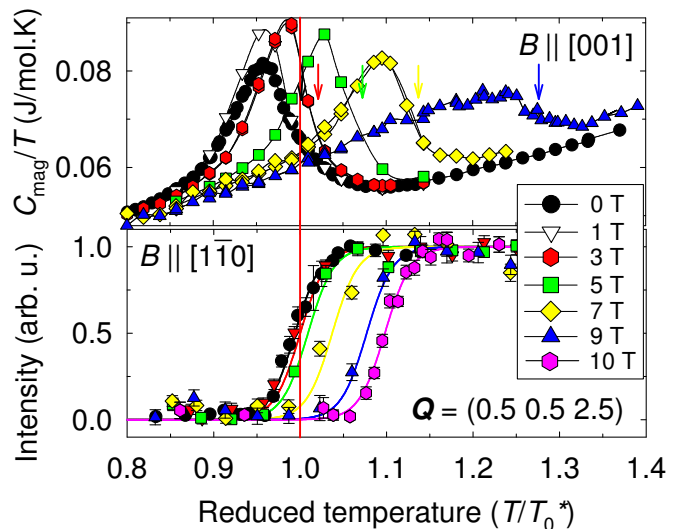 B || [001]
C_mag/T (J/mol.K)
0.08
0.06
0 T
1 T
3 T
5 T
7 T
9 T
10 T
B || [11̅0]
Intensity (arb. u.)
1.0
0.5
0.0
Q = (0.5 0.5 2.5)
0.8 0.9 1.0 1.1 1.2 1.3 1.4
Reduced temperature (T/T₀*)